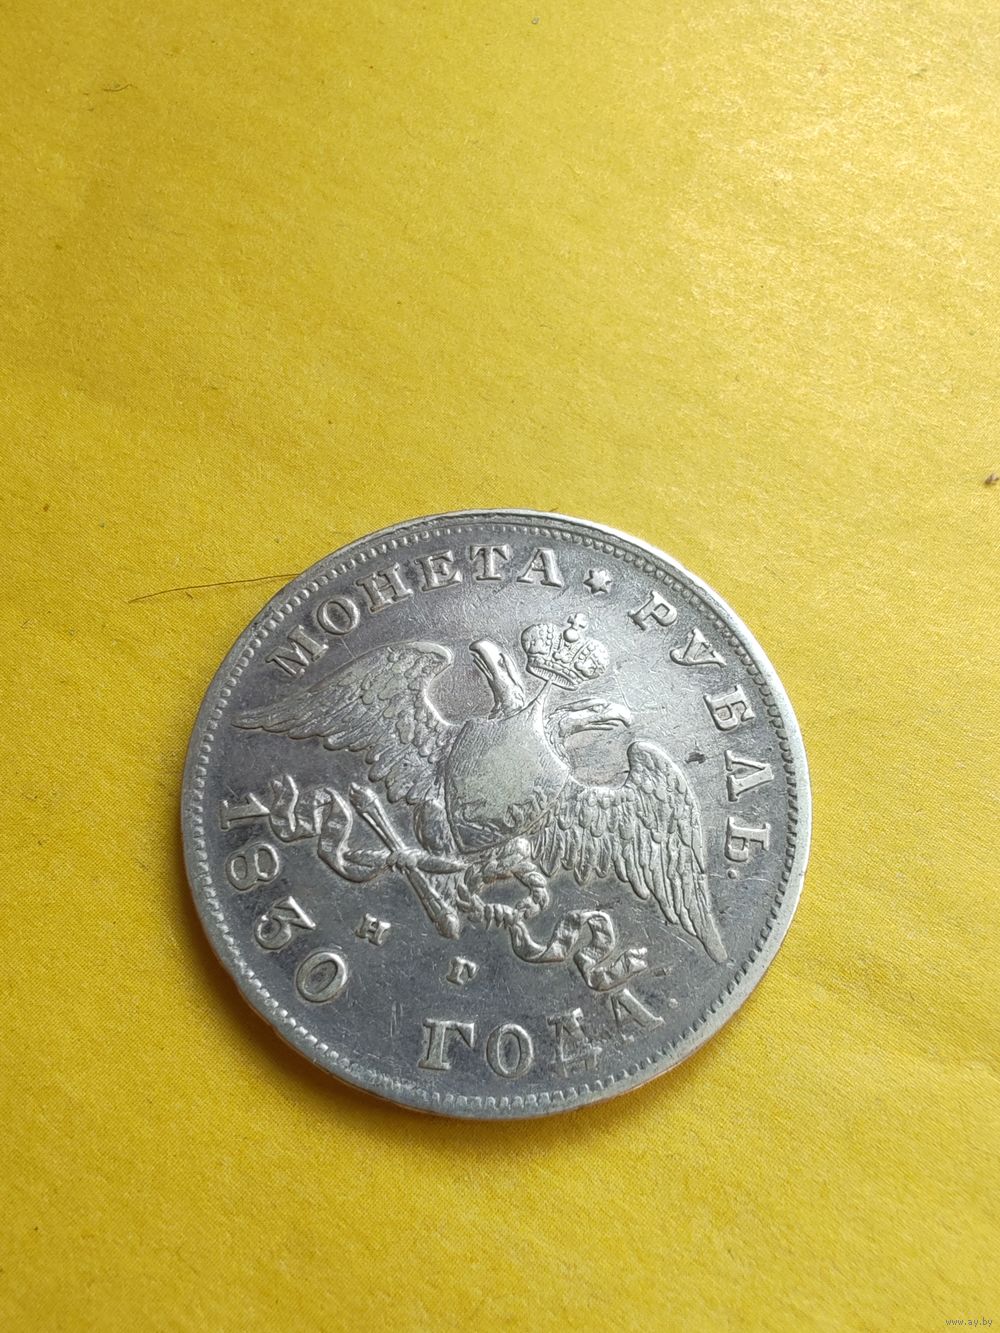 МОНЕТА * РУБЛЬ.
1830 ГОДА.
Н Г
www.ay.by